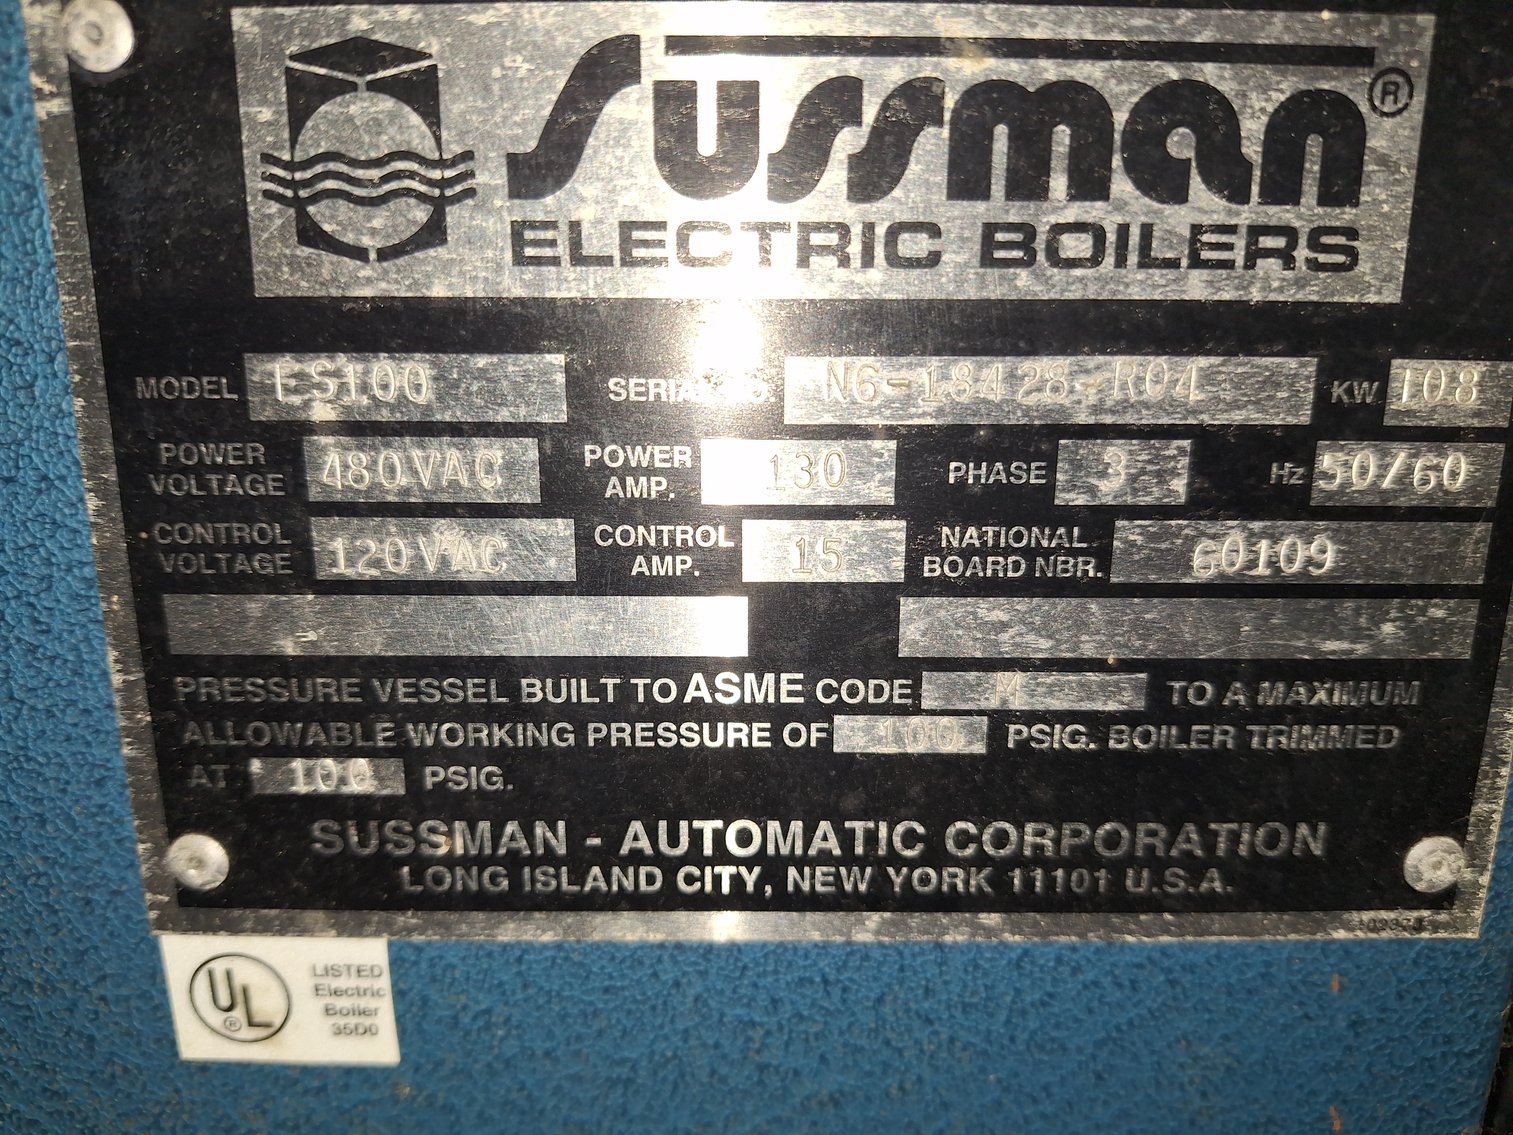 Sussman®
ELECTRIC BOILERS
MODEL ES100 SERIAL NO. N6-18428-R04 KW 108
POWER VOLTAGE 480VAC POWER AMP. 130 PHASE 3 Hz 50/60
CONTROL VOLTAGE 120VAC CONTROL AMP. 15 NATIONAL BOARD NBR. 60109
PRESSURE VESSEL BUILT TO ASME CODE M TO A MAXIMUM
ALLOWABLE WORKING PRESSURE OF 100 PSIG. BOILER TRIMMED
AT 100 PSIG.
SUSSMAN - AUTOMATIC CORPORATION
LONG ISLAND CITY, NEW YORK 11101 U.S.A.
UL ®
LISTED
Electric
Boiler
35D0